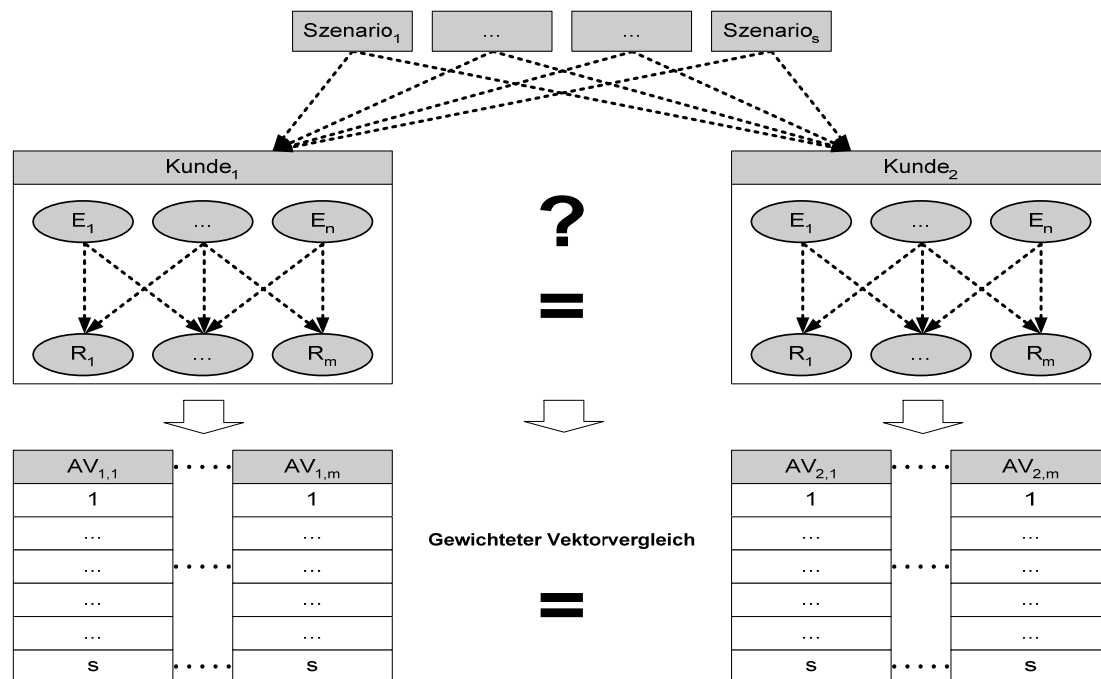 Szenario₁ ... ... Szenarioₛ
Kunde₁ Kunde₂
E₁ ... Eₙ ? E₁ ... Eₙ
=
R₁ ... Rₘ R₁ ... Rₘ
AV₁,₁ AV₁,ₘ AV₂,₁ AV₂,ₘ
1 1 1 1
... ... ... ...
... ... Gewichteter Vektorvergleich ... ...
... ... = ... ...
... ... ... ...
s s s s